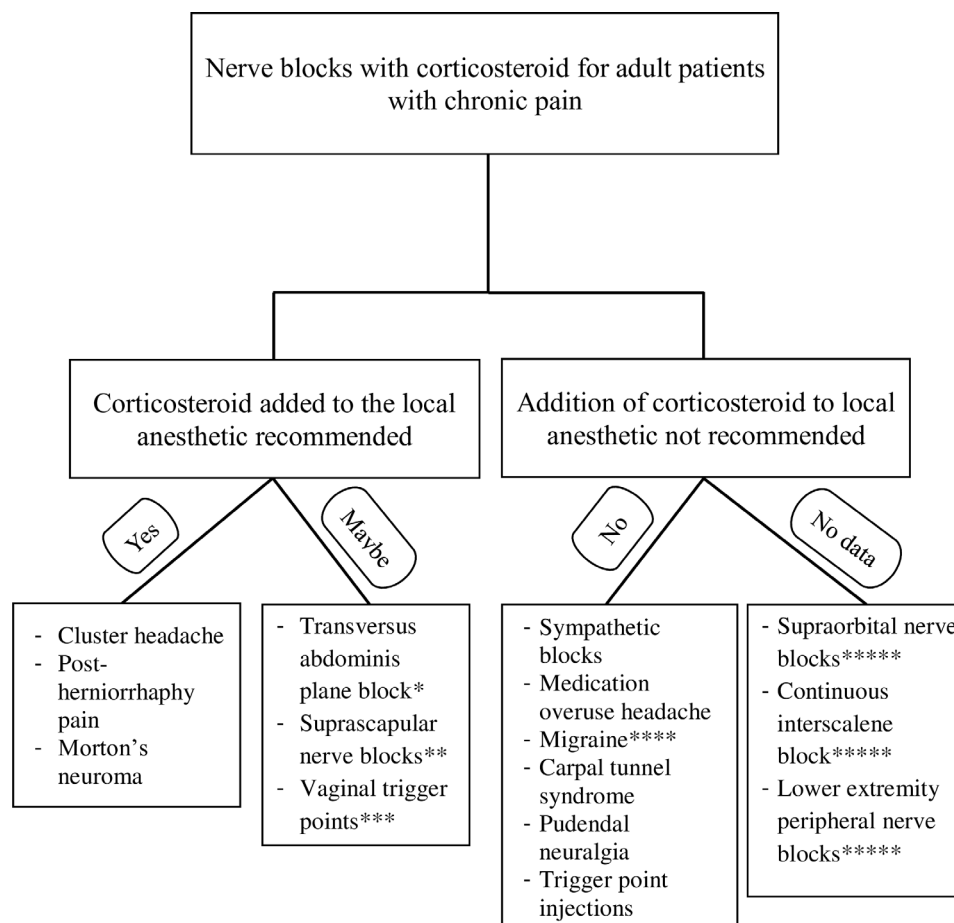 Nerve blocks with corticosteroid for adult patients
with chronic pain
Corticosteroid added to the local
anesthetic recommended
Addition of corticosteroid to local
anesthetic not recommended
Yes
Maybe
No
No data
- Cluster headache
- Post-
herniorrhaphy
pain
- Morton's
neuroma
- Transversus
abdominis
plane block*
- Suprascapular
nerve blocks**
- Vaginal trigger
points***
- Sympathetic
blocks
- Medication
overuse headache
- Migraine****
- Carpal tunnel
syndrome
- Pudendal
neuralgia
- Trigger point
injections
- Supraorbital nerve
blocks*****
- Continuous
interscalene
block*****
- Lower extremity
peripheral nerve
blocks*****